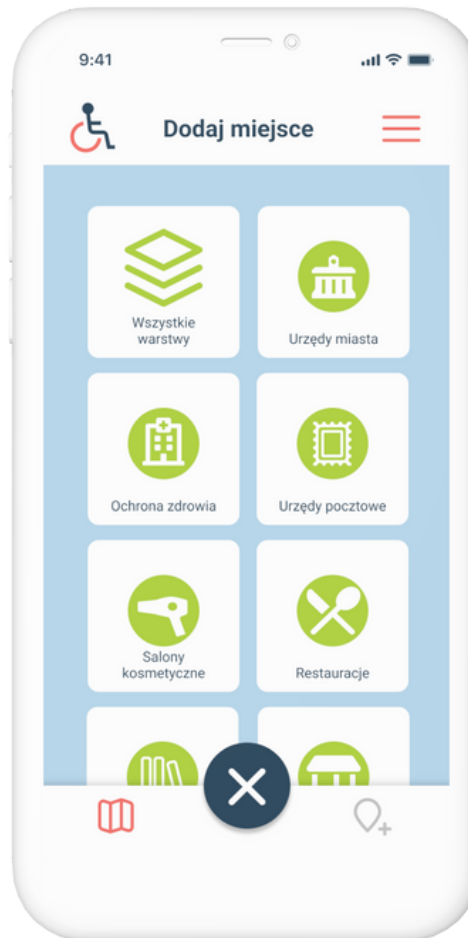 9:41
Dodaj miejsce
Wszystkie
warstwy
Urzędy miasta
Ochrona zdrowia
Urzędy pocztowe
Salony
kosmetyczne
Restauracje